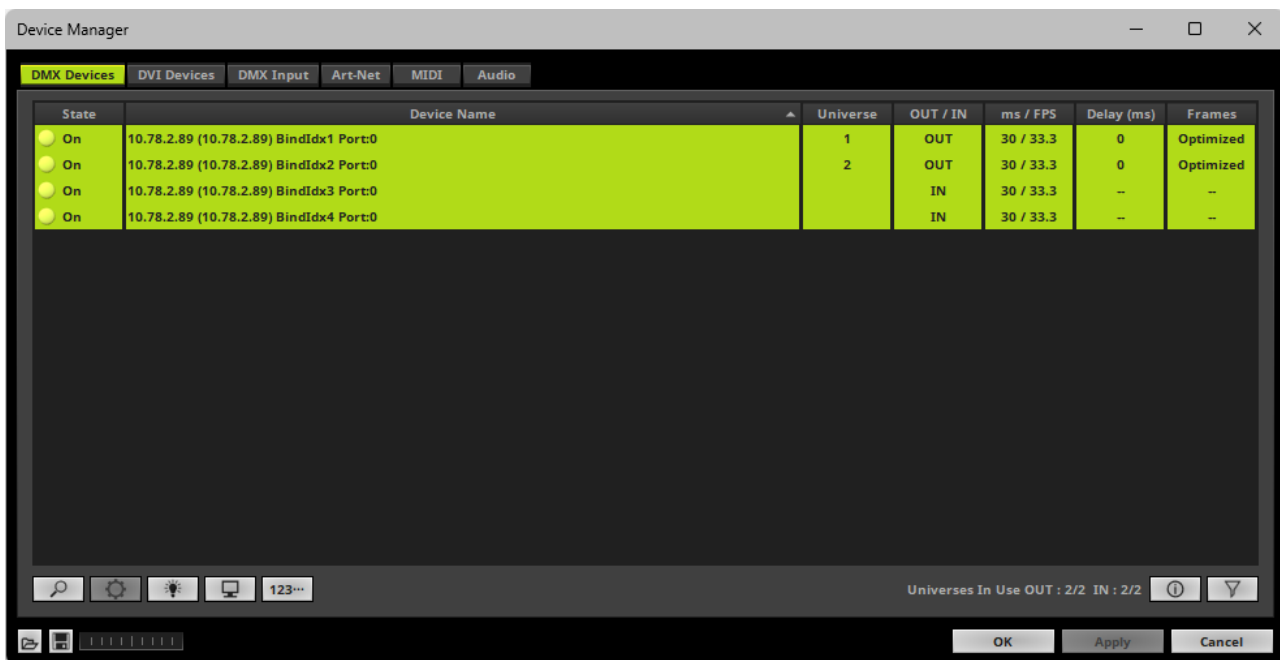 Device Manager
DMX Devices DVI Devices DMX Input Art-Net MIDI Audio
State Device Name Universe OUT / IN ms / FPS Delay (ms) Frames
On 10.78.2.89 (10.78.2.89) BindIdx1 Port:0 1 OUT 30 / 33.3 0 Optimized
On 10.78.2.89 (10.78.2.89) BindIdx2 Port:0 2 OUT 30 / 33.3 0 Optimized
On 10.78.2.89 (10.78.2.89) BindIdx3 Port:0 IN 30 / 33.3 -- --
On 10.78.2.89 (10.78.2.89) BindIdx4 Port:0 IN 30 / 33.3 -- --
123... Universes In Use OUT : 2/2 IN : 2/2
OK Apply Cancel